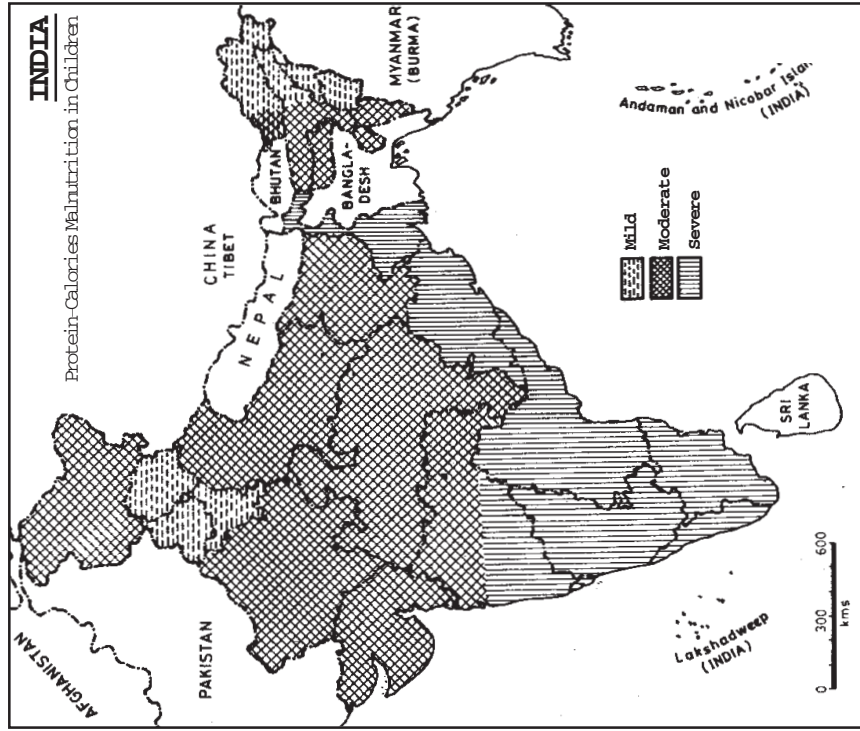 INDIA
Protein-Calories Malnutrition in Children
AFGHANISTAN
PAKISTAN
CHINA
TIBET
NEPAL
BHUTAN
BANGLA-
DESH
MYANMAR
(BURMA)
Mild
Moderate
Severe
Andaman and Nicobar Islan
(INDIA)
Lakshadweep
(INDIA)
SRI
LANKA
0 300 600
kms